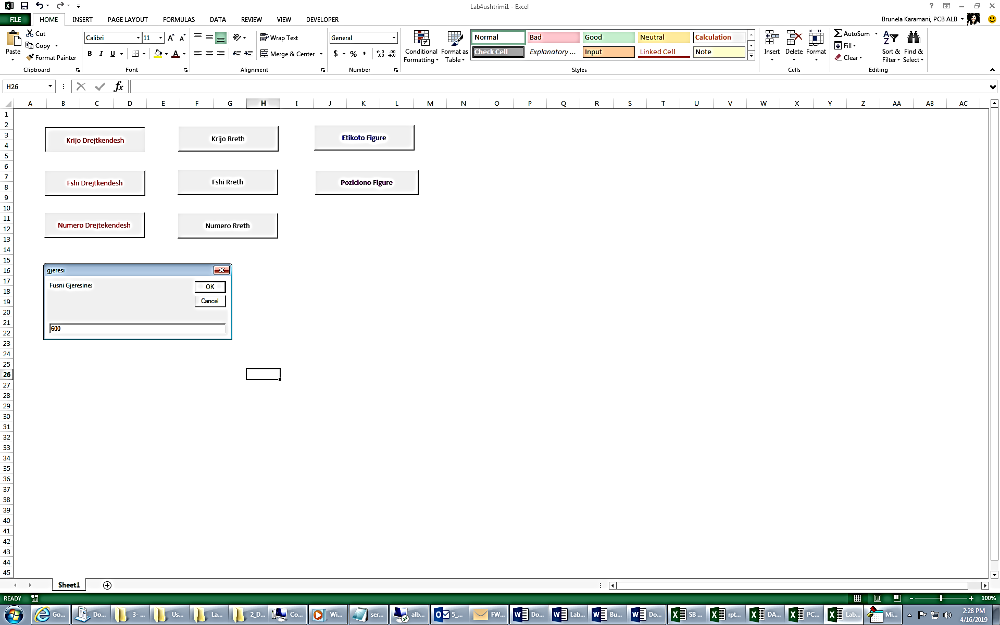 Lab4ushtrimi1 - Excel
FILE HOME INSERT PAGE LAYOUT FORMULAS DATA REVIEW VIEW DEVELOPER
Brunela Karamani, PCB ALB
Paste
Cut
Copy
Format Painter
Clipboard
Calibri 11
B I U
Font
Wrap Text
Merge & Center
Alignment
General
$ % ,
Number
Conditional Formatting
Format as Table
Normal Bad Good Neutral Calculation
Check Cell Explanatory ... Input Linked Cell Note
Styles
Insert Delete Format
Cells
AutoSum
Fill
Clear
Sort & Filter
Find & Select
Editing
H26
fx
A B C D E F G H I J K L M N O P Q R S T U V W X Y Z AA AB AC
1
2
3
4
5
6
7
8
9
10
11
12
13
14
15
16
17
18
19
20
21
22
23
24
25
26
27
28
29
30
31
32
33
34
35
36
37
38
39
40
41
42
43
44
45
Krijo Drejtkendesh Krijo Rreth Etikoto Figure
Fshi Drejtkendesh Fshi Rreth Poziciono Figure
Numero Drejtekendesh Numero Rreth
gjeresi
Fusni Gjeresine:
OK
Cancel
600
Sheet1
READY
100%
Go... Do... 3- ... Us... La... 2_D... Co... Wi... ser... alb... 5_... FW... Do... Lab... Bu... Do... SB ... rpt... DA... PC... Lab... Mi...
2:28 PM
4/16/2019